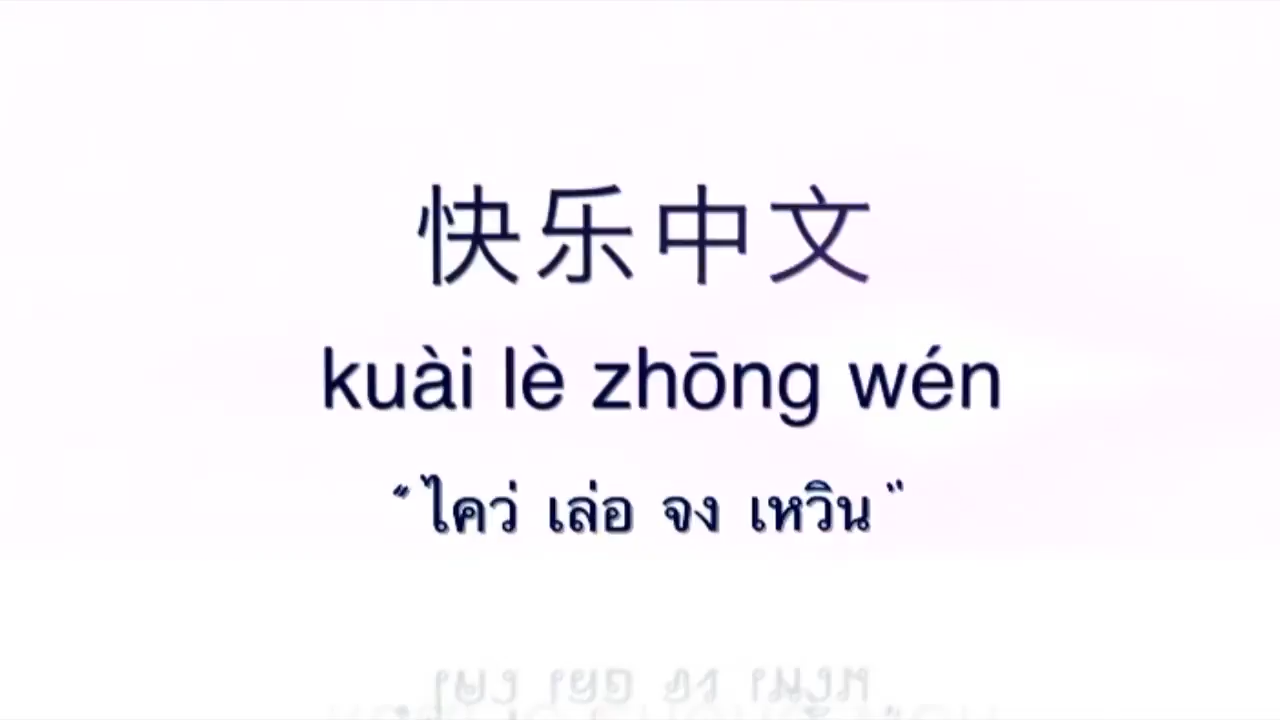 快乐中文
kuài lè zhōng wén
“ไคว่ เล่อ จง เหวิน”